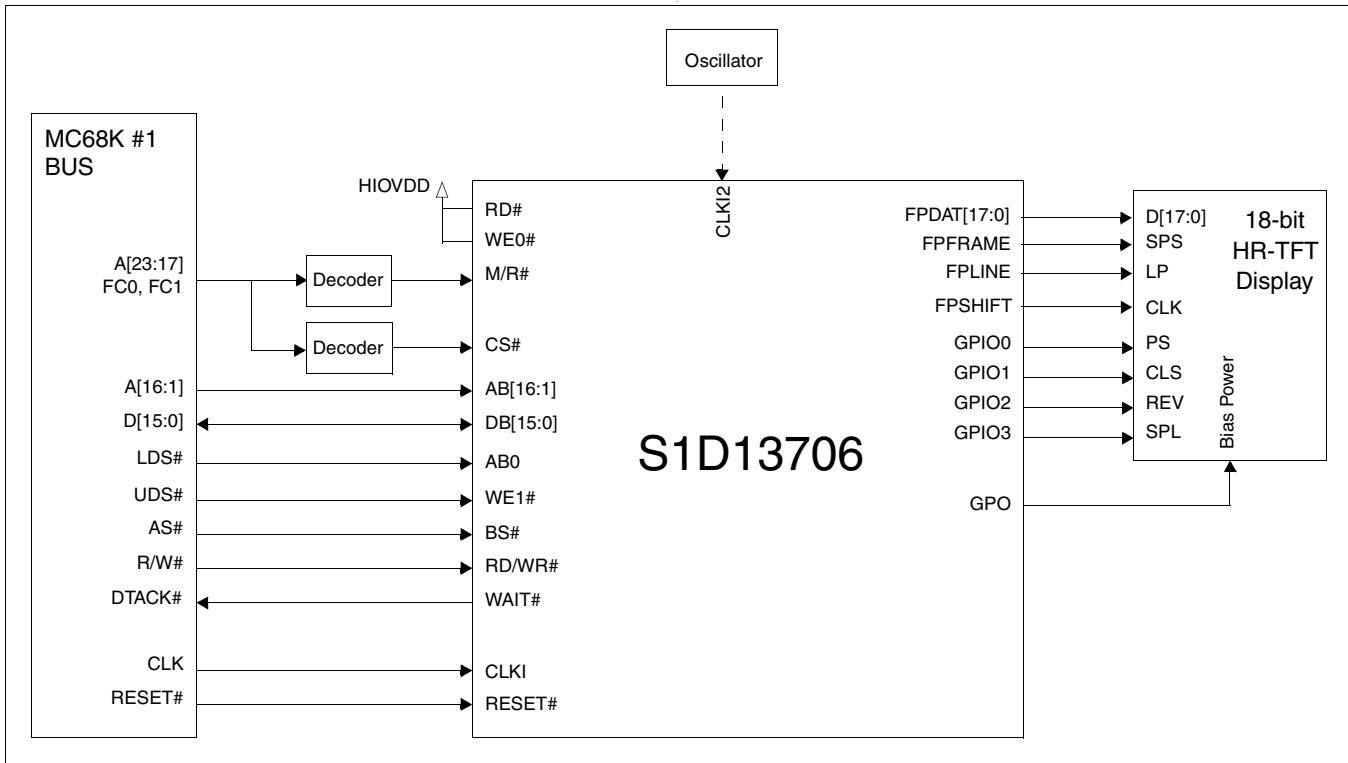 Oscillator
MC68K #1
BUS
A[23:17]
FC0, FC1
A[16:1]
D[15:0]
LDS#
UDS#
AS#
R/W#
DTACK#
CLK
RESET#
HIOVDD
Decoder
Decoder
CLKI2
RD#
WE0#
M/R#
CS#
AB[16:1]
DB[15:0]
AB0
WE1#
BS#
RD/WR#
WAIT#
CLKI
RESET#
S1D13706
FPDAT[17:0]
FPFRAME
FPLINE
FPSHIFT
GPIO0
GPIO1
GPIO2
GPIO3
GPO
D[17:0]
SPS
LP
CLK
PS
CLS
REV
SPL
18-bit
HR-TFT
Display
Bias Power